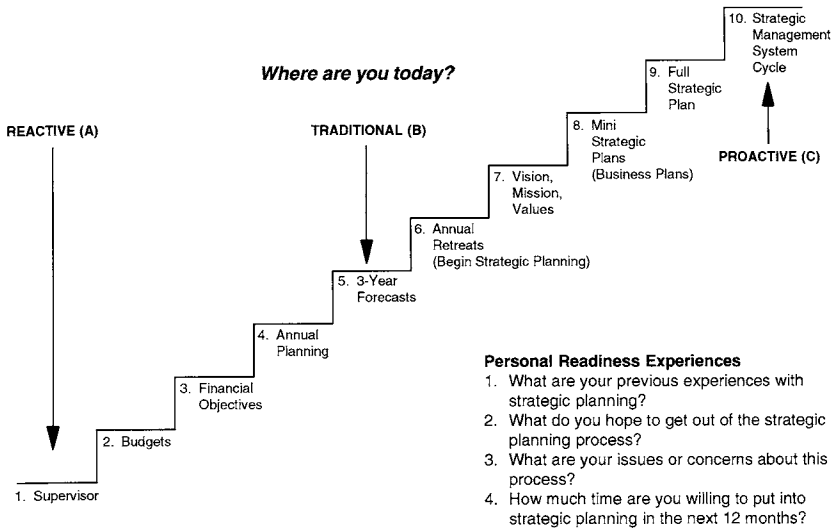 Where are you today?
REACTIVE (A)
TRADITIONAL (B)
PROACTIVE (C)
10. Strategic
Management
System
Cycle
9. Full
Strategic
Plan
8. Mini
Strategic
Plans
(Business Plans)
7. Vision,
Mission,
Values
6. Annual
Retreats
(Begin Strategic Planning)
5. 3-Year
Forecasts
4. Annual
Planning
3. Financial
Objectives
2. Budgets
1. Supervisor
Personal Readiness Experiences
1. What are your previous experiences with
strategic planning?
2. What do you hope to get out of the strategic
planning process?
3. What are your issues or concerns about this
process?
4. How much time are you willing to put into
strategic planning in the next 12 months?